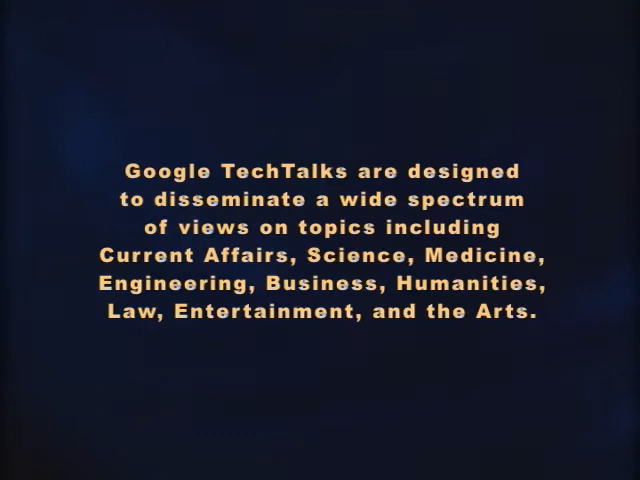 Google TechTalks are designed
to disseminate a wide spectrum
of views on topics including
Current Affairs, Science, Medicine,
Engineering, Business, Humanities,
Law, Entertainment, and the Arts.